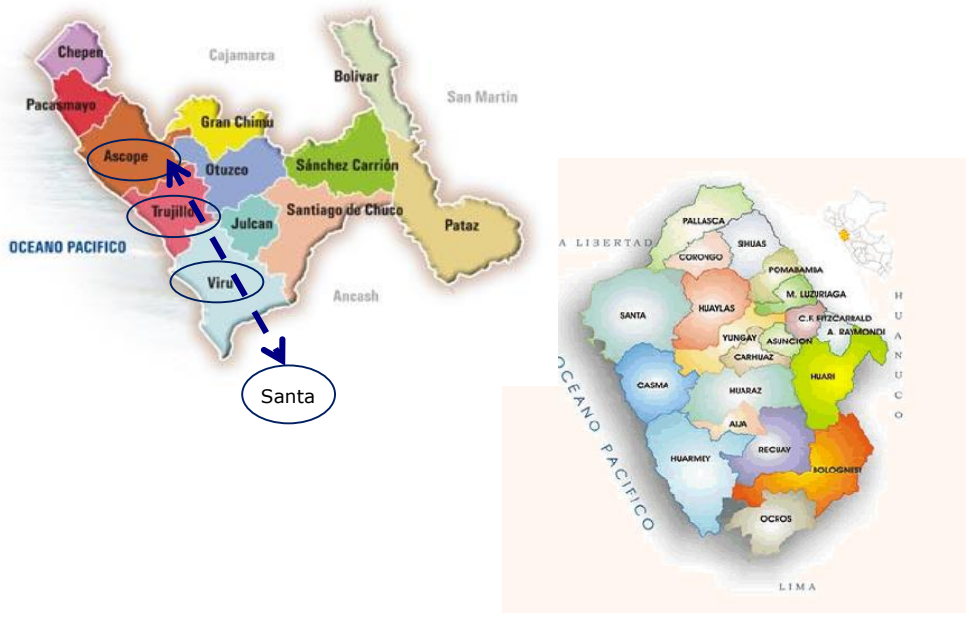 Chepen
Cajamarca
Bolivar
San Martin
Pacasmayo
Gran Chimu
Ascope
Otuzco
Sánchez Carrión
Trujillo
Santiago de Chuco
Julcan
Pataz
OCEANO PACIFICO
Viru
Ancash
Santa
PALLASCA
A LIBERTAD
SIHUAS
CORONGO
POMABAMBA
M. LUZURIAGA
HUAYLAS
SANTA
C.F. FITZCARRALD
A. RAYMONDI
YUNGAY
ASUNCION
CARHUAZ
HUARI
CASMA
HUARAZ
HUANUCO
AIJA
RECUAY
HUARMEY
BOLOGNESI
OCEANO PACIFICO
OCROS
LIMA